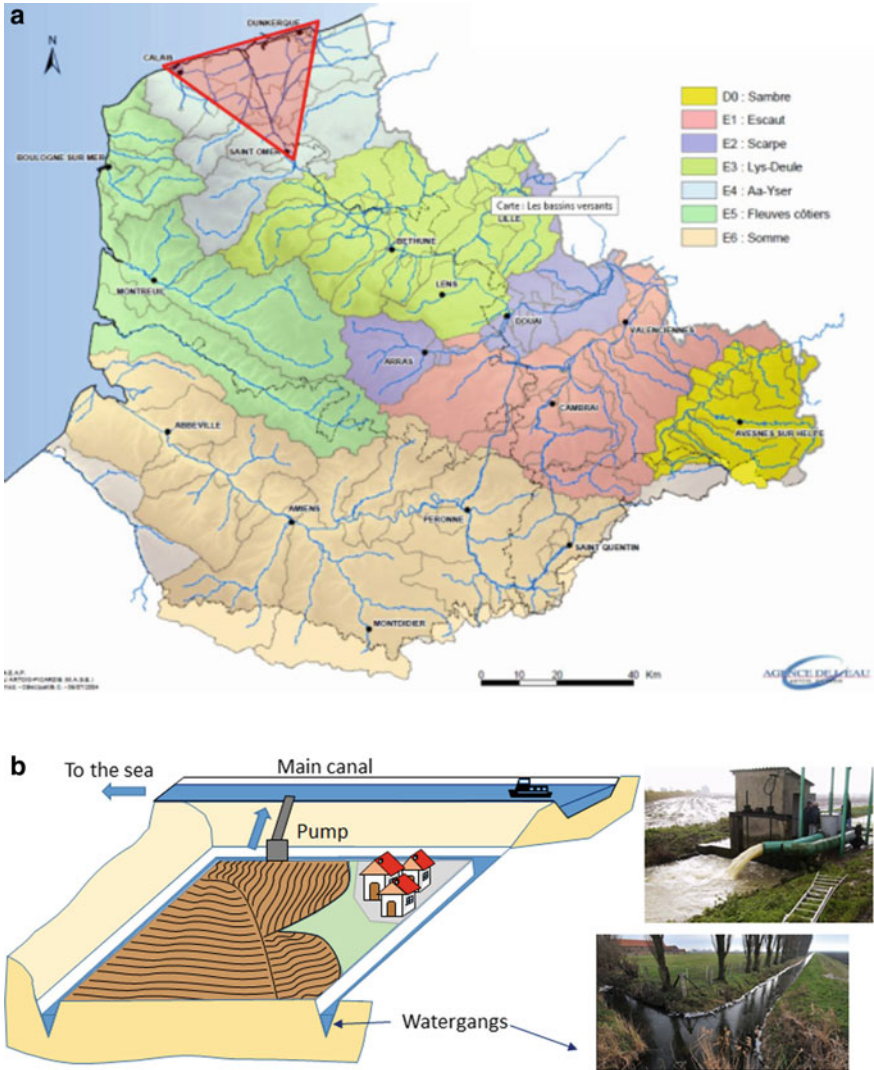 a
N
DUNKERQUE
CALAIS
SAINT OMER
BOULOGNE SUR MER
D0 : Sambre
E1 : Escaut
E2 : Scarpe
E3 : Lys-Deule
E4 : Aa-Yser
E5 : Fleuves côtiers
E6 : Somme
Carte : Les bassins versants
LILLE
BETHUNE
LENS
MONTREUIL
DOUAI
VALENCIENNES
ARRAS
CAMBRAI
AVESNES SUR HELPE
ABBEVILLE
AMIENS
PERONNE
SAINT QUENTIN
MONTDIDIER
0 20 40 Km
AGENCE DE L'EAU
b
To the sea
Main canal
Pump
Watergangs